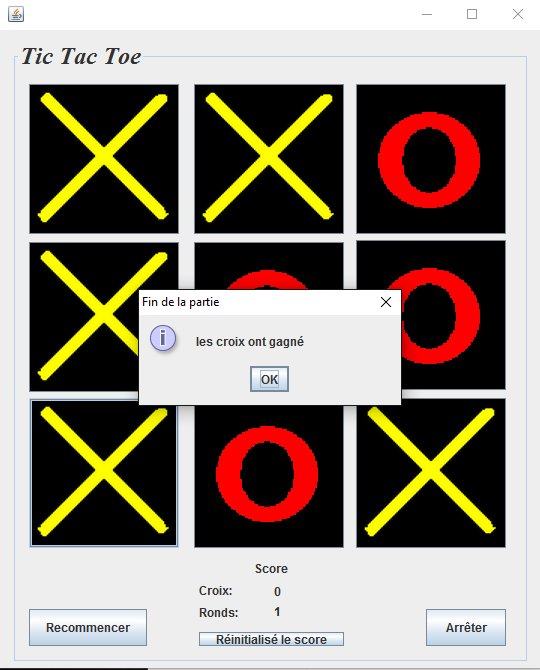 Tic Tac Toe
Fin de la partie
les croix ont gagné
OK
Score
Croix: 0
Ronds: 1
Recommencer
Réinitialisé le score
Arrêter